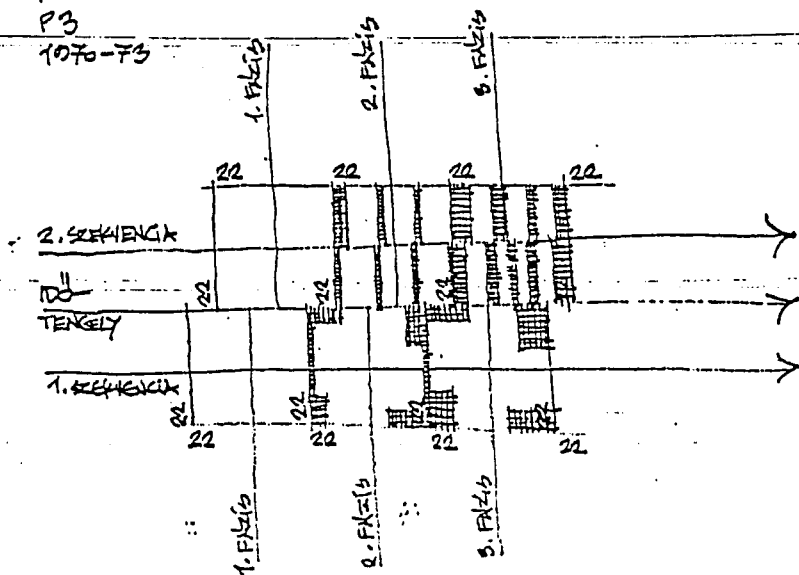 P3
1970-73
1. FÁZIS
2. FÁZIS
3. FÁZIS
22
22
22
22
2. SZEKVENCIA
22
22
22
IDŐ
TENGELY
1. SZEKVENCIA
22
22
22
22
22
22
22
22
1. FÁZIS
2. FÁZIS
3. FÁZIS